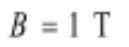 B = 1 T